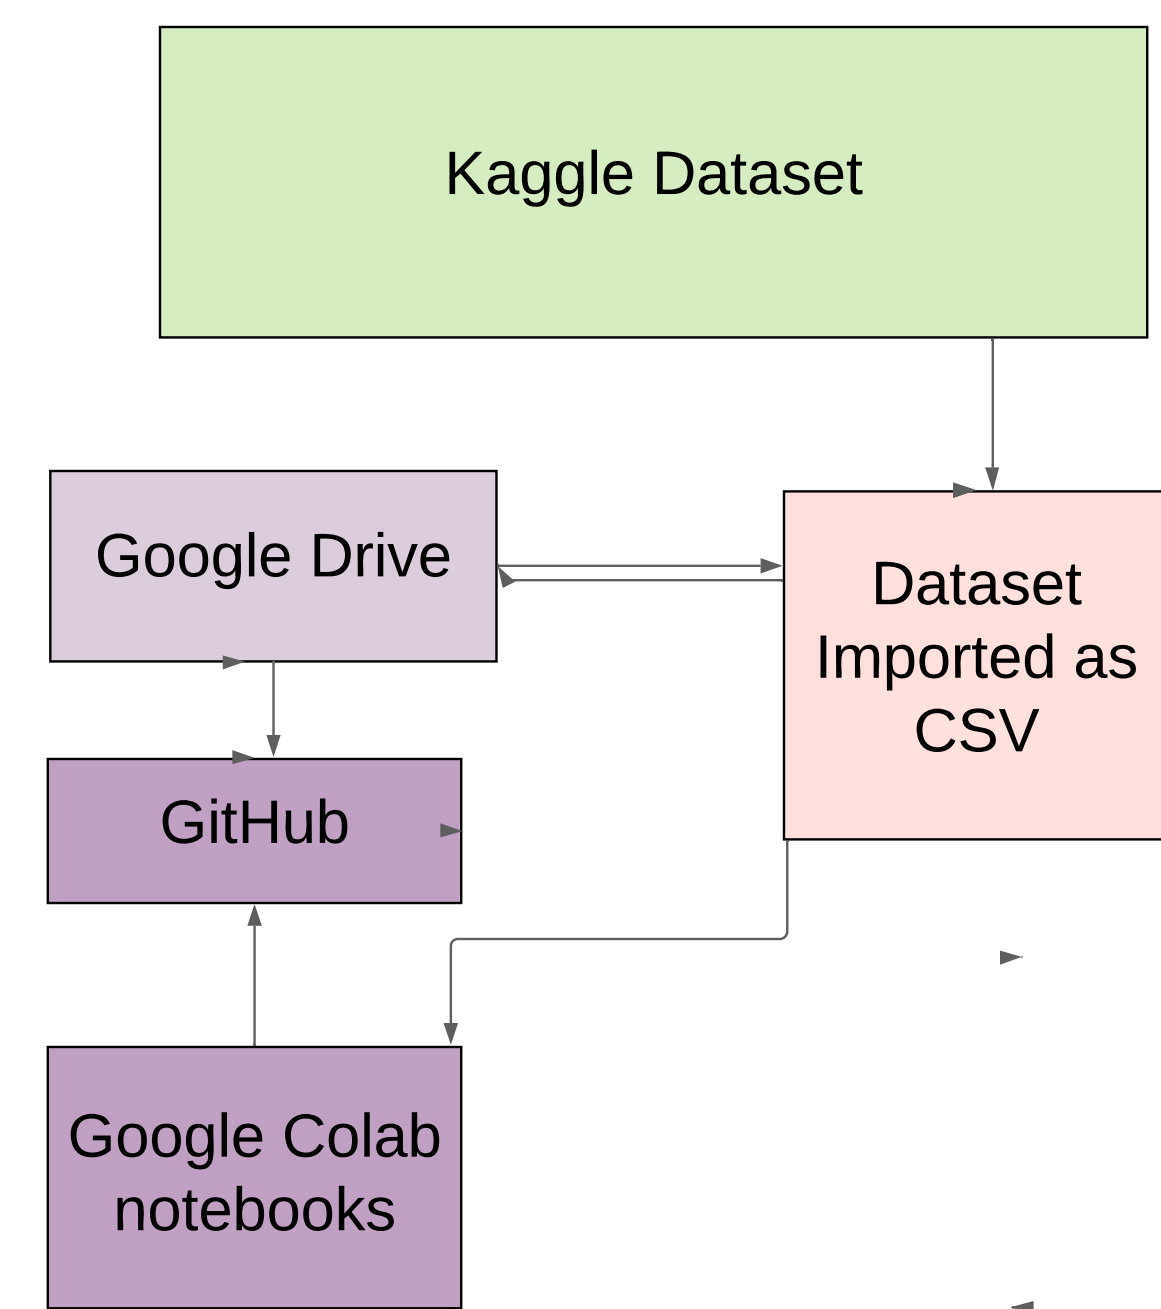 Kaggle Dataset
Google Drive
Dataset
Imported as
CSV
GitHub
Google Colab
notebooks